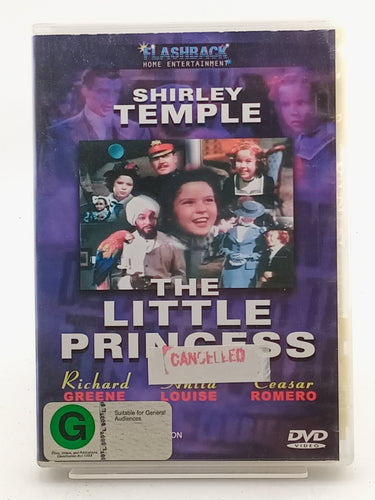 FLASHBACK
HOME ENTERTAINMENT
SHIRLEY
TEMPLE
THE
LITTLE
PRINCESS
CANCELLED
Richard Anita Ceasar
GREENE LOUISE ROMERO
G
Suitable for General
Audiences.
ON
DVD
VIDEO